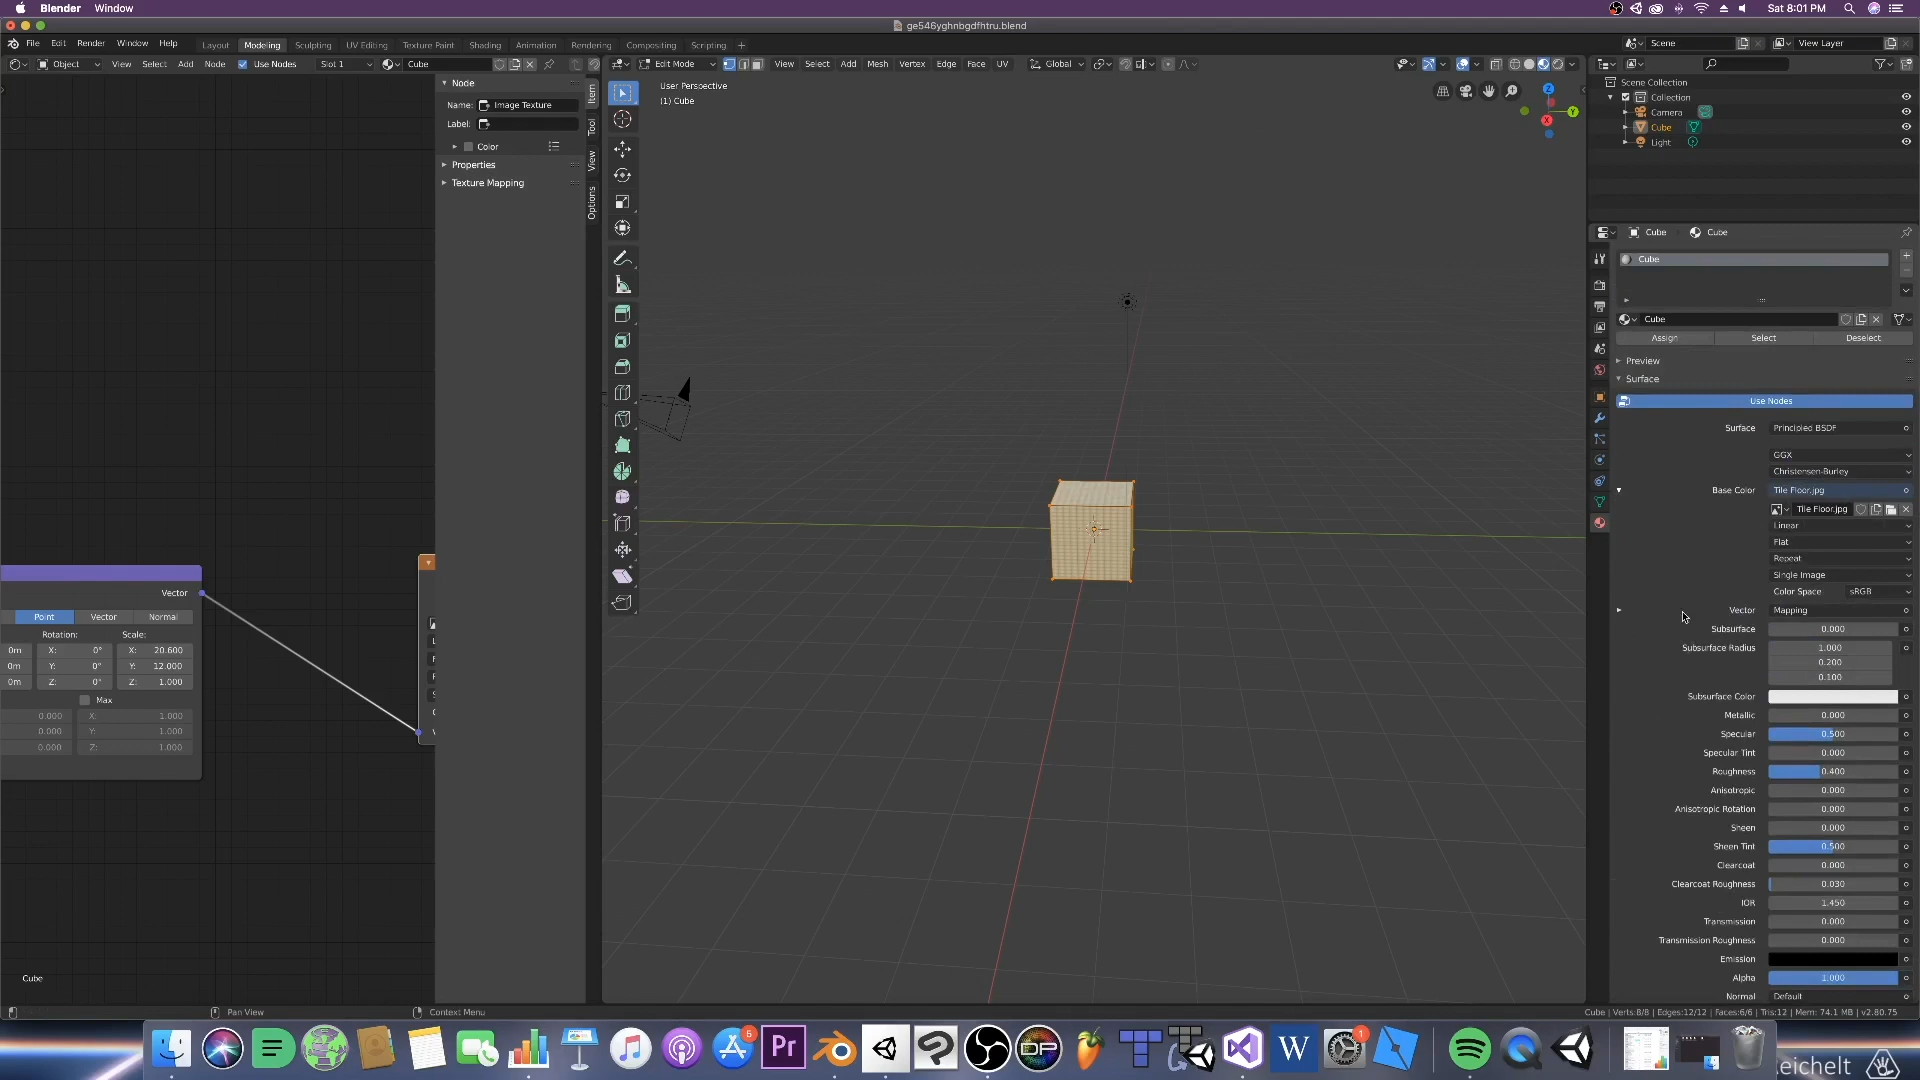 Blender Window
Sat 8:01 PM
ge546yghnbgdfhtru.blend
File Edit Render Window Help
Layout Modeling Sculpting UV Editing Texture Paint Shading Animation Rendering Compositing Scripting +
Scene
View Layer
Object View Select Add Node Use Nodes Slot 1 Cube
Edit Mode View Select Add Mesh Vertex Edge Face UV Global
Node
Name: Image Texture
Label:
Color
Properties
Texture Mapping
Item
Tool
View
Options
User Perspective
(1) Cube
Z
Y
X
Scene Collection
Collection
Camera
Cube
Light
Cube Cube
Cube
Cube
Assign Select Deselect
Preview
Surface
Use Nodes
Surface Principled BSDF
GGX
Christensen-Burley
Base Color Tile Floor.jpg
Tile Floor.jpg
Linear
Flat
Repeat
Single Image
Color Space sRGB
Vector Mapping
Subsurface 0.000
Subsurface Radius 1.000
0.200
0.100
Subsurface Color
Metallic 0.000
Specular 0.500
Specular Tint 0.000
Roughness 0.400
Anisotropic 0.000
Anisotropic Rotation 0.000
Sheen 0.000
Sheen Tint 0.500
Clearcoat 0.000
Clearcoat Roughness 0.030
IOR 1.450
Transmission 0.000
Transmission Roughness 0.000
Emission
Alpha 1.000
Normal Default
Vector
Point Vector Normal
Rotation: Scale:
0m X: 0° X: 20.600
0m Y: 0° Y: 12.000
0m Z: 0° Z: 1.000
Max
0.000 X: 1.000
0.000 Y: 1.000
0.000 Z: 1.000
Cube
Pan View
Context Menu
Cube | Verts:8/8 | Edges:12/12 | Faces:6/6 | Tris:12 | Mem: 74.1 MB | v2.80.75
6
Pr
DP
W
1
eichelt